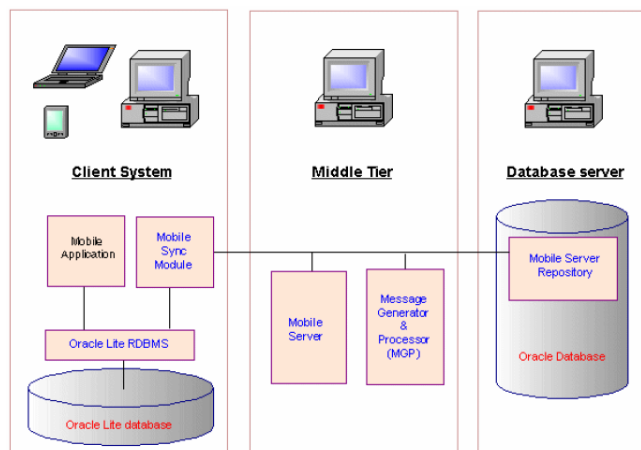 Client System
Middle Tier
Database server
Mobile
Application
Mobile
Sync
Module
Mobile Server
Repository
Mobile
Server
Message
Generator
&
Processor
(MGP)
Oracle Lite RDBMS
Oracle Database
Oracle Lite database